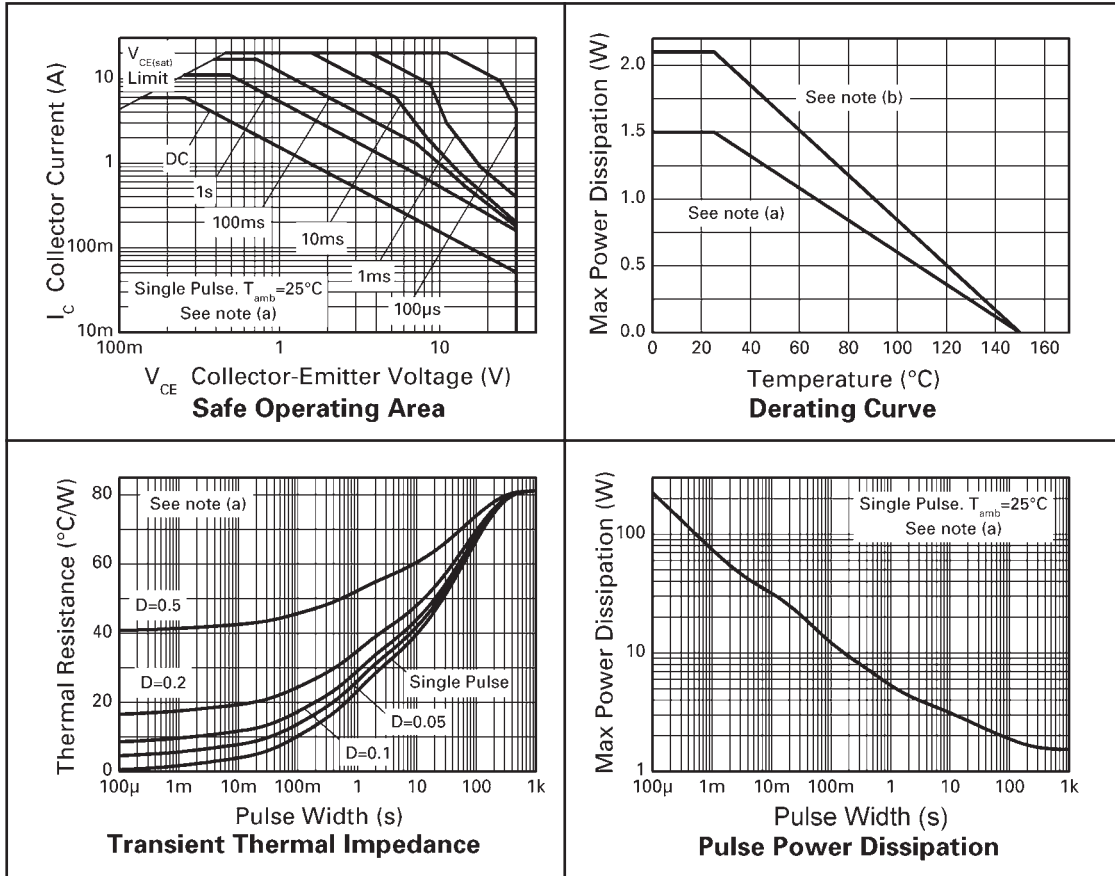 I_C Collector Current (A)
10
1
100m
10m
V_CE(sat)
Limit
DC
1s
100ms
10ms
1ms
100µs
Single Pulse. T_amb=25°C
See note (a)
100m 1 10
V_CE Collector-Emitter Voltage (V)
Safe Operating Area
Max Power Dissipation (W)
2.0
1.5
1.0
0.5
0.0
See note (b)
See note (a)
0 20 40 60 80 100 120 140 160
Temperature (°C)
Derating Curve
Thermal Resistance (°C/W)
80
60
40
20
0
See note (a)
D=0.5
D=0.2
Single Pulse
D=0.05
D=0.1
100µ 1m 10m 100m 1 10 100 1k
Pulse Width (s)
Transient Thermal Impedance
Max Power Dissipation (W)
100
10
1
Single Pulse. T_amb=25°C
See note (a)
100µ 1m 10m 100m 1 10 100 1k
Pulse Width (s)
Pulse Power Dissipation